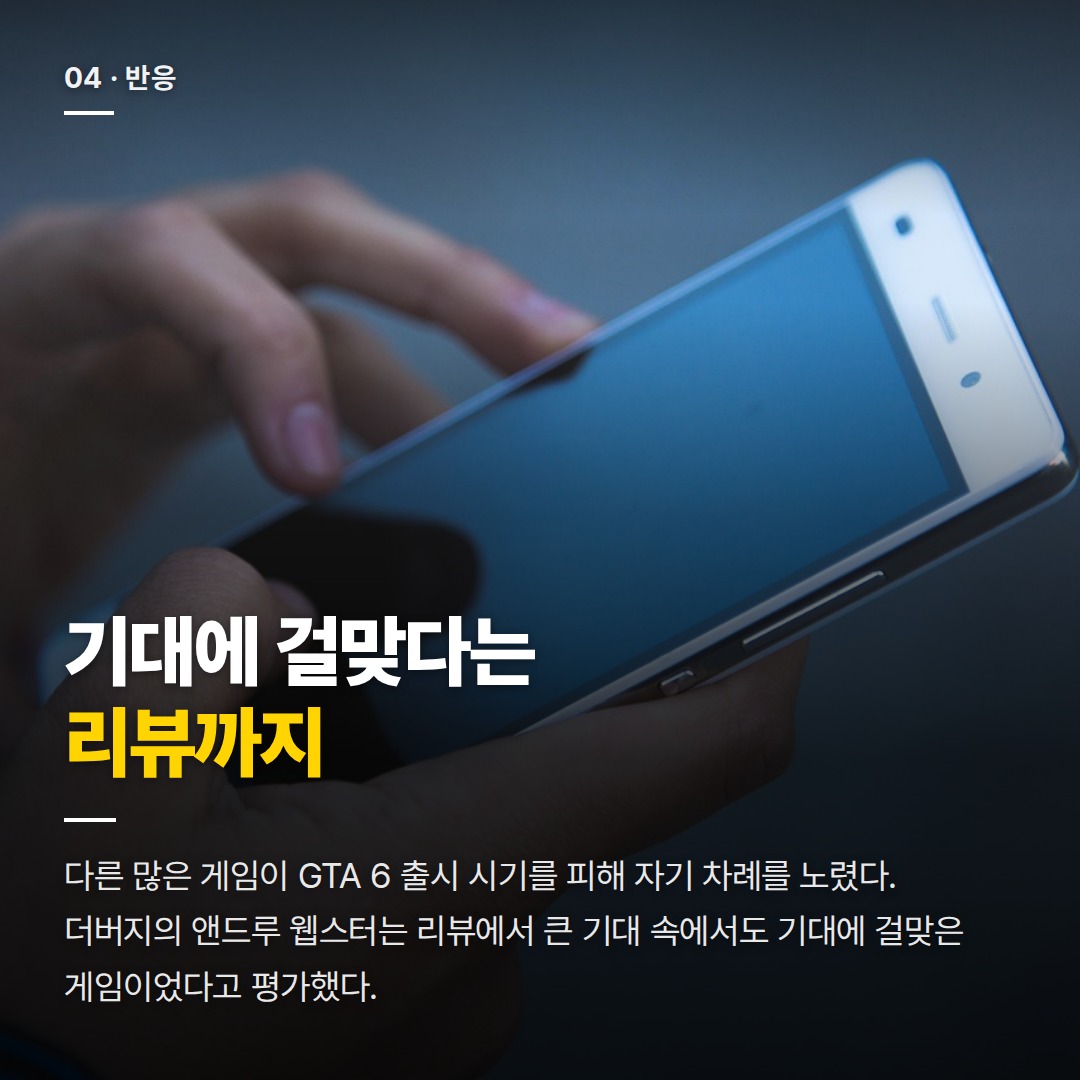 04 · 반응
기대에 걸맞다는
리뷰까지
다른 많은 게임이 GTA 6 출시 시기를 피해 자기 차례를 노렸다.
더버지의 앤드루 웹스터는 리뷰에서 큰 기대 속에서도 기대에 걸맞은
게임이었다고 평가했다.